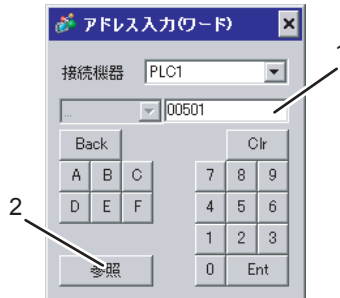 アドレス入力(ワード)
1
接続機器 PLC1
... 00501
Back Clr
A B C 7 8 9
D E F 4 5 6
2
1 2 3
参照 0 Ent